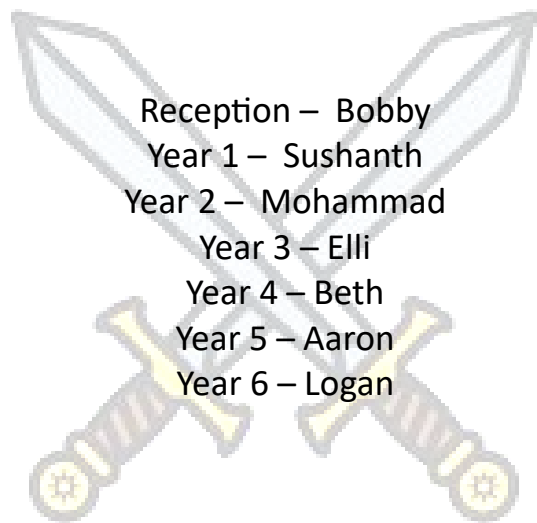 Reception – Bobby
Year 1 – Sushanth
Year 2 – Mohammad
Year 3 – Elli
Year 4 – Beth
Year 5 – Aaron
Year 6 – Logan